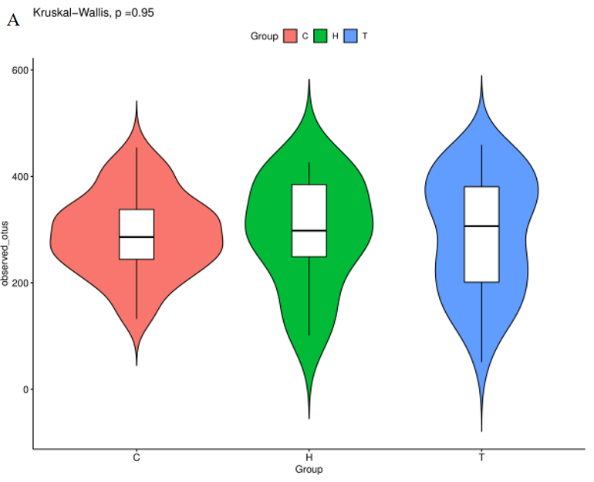 A
Kruskal–Wallis, p =0.95
Group C H T
600
400
200
0
observed_otus
C H T
Group